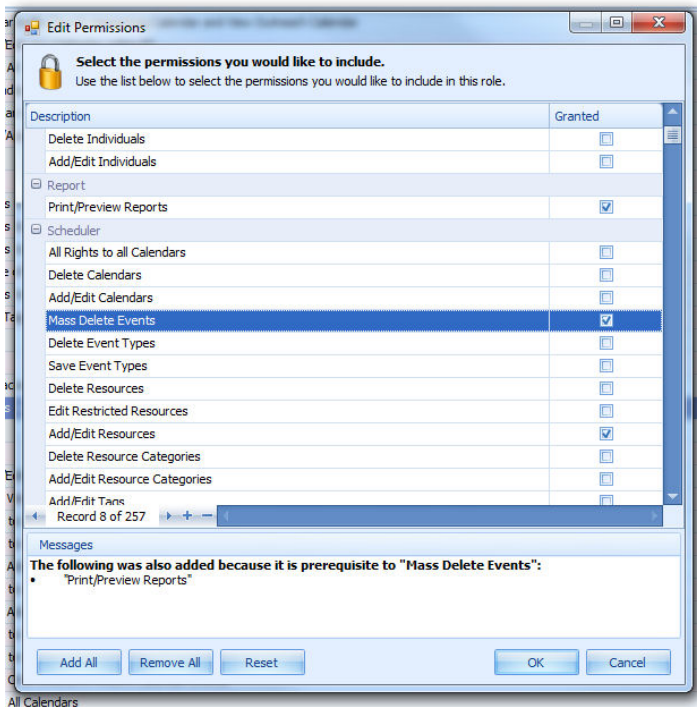 Calendar and New Outreach Calendar
Edit Permissions
Select the permissions you would like to include.
Use the list below to select the permissions you would like to include in this role.
Description Granted
Delete Individuals
Add/Edit Individuals
Report
Print/Preview Reports
Scheduler
All Rights to all Calendars
Delete Calendars
Add/Edit Calendars
Mass Delete Events
Delete Event Types
Save Event Types
Delete Resources
Edit Restricted Resources
Add/Edit Resources
Delete Resource Categories
Add/Edit Resource Categories
Add/Edit Tags
Record 8 of 257
Messages
The following was also added because it is prerequisite to "Mass Delete Events":
• "Print/Preview Reports"
Add All Remove All Reset OK Cancel
All Calendars